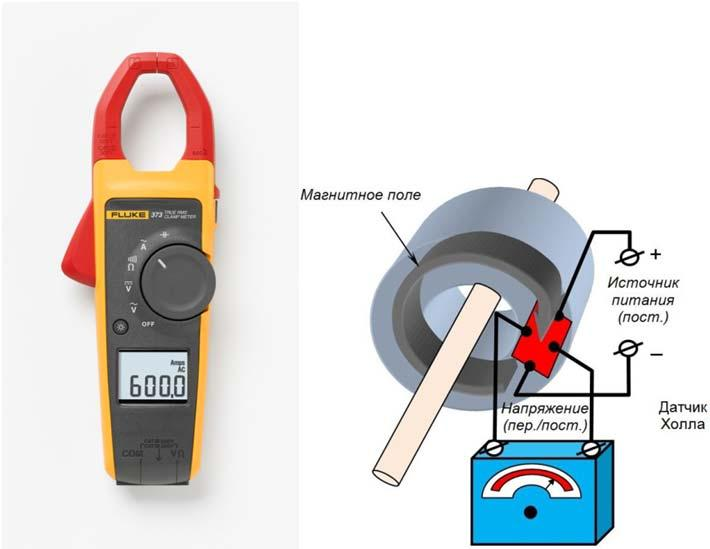 FLUKE 373 TRUE RMS
CLAMP METER
Ã
Ω
V
Ṽ
OFF
Amps
AC
600,0
COM
VΩ
Магнитное поле
+
Источник
питания
(пост.)
–
Напряжение
(пер./пост.)
Датчик
Холла